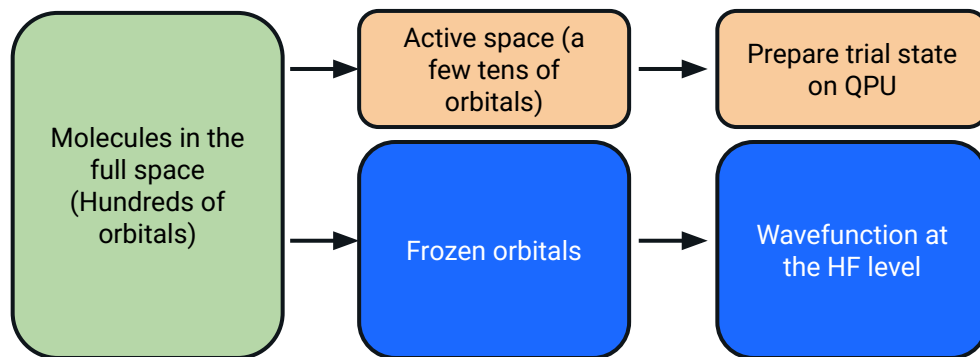 Molecules in the
full space
(Hundreds of
orbitals)
Active space (a
few tens of
orbitals)
Prepare trial state
on QPU
Frozen orbitals
Wavefunction at
the HF level